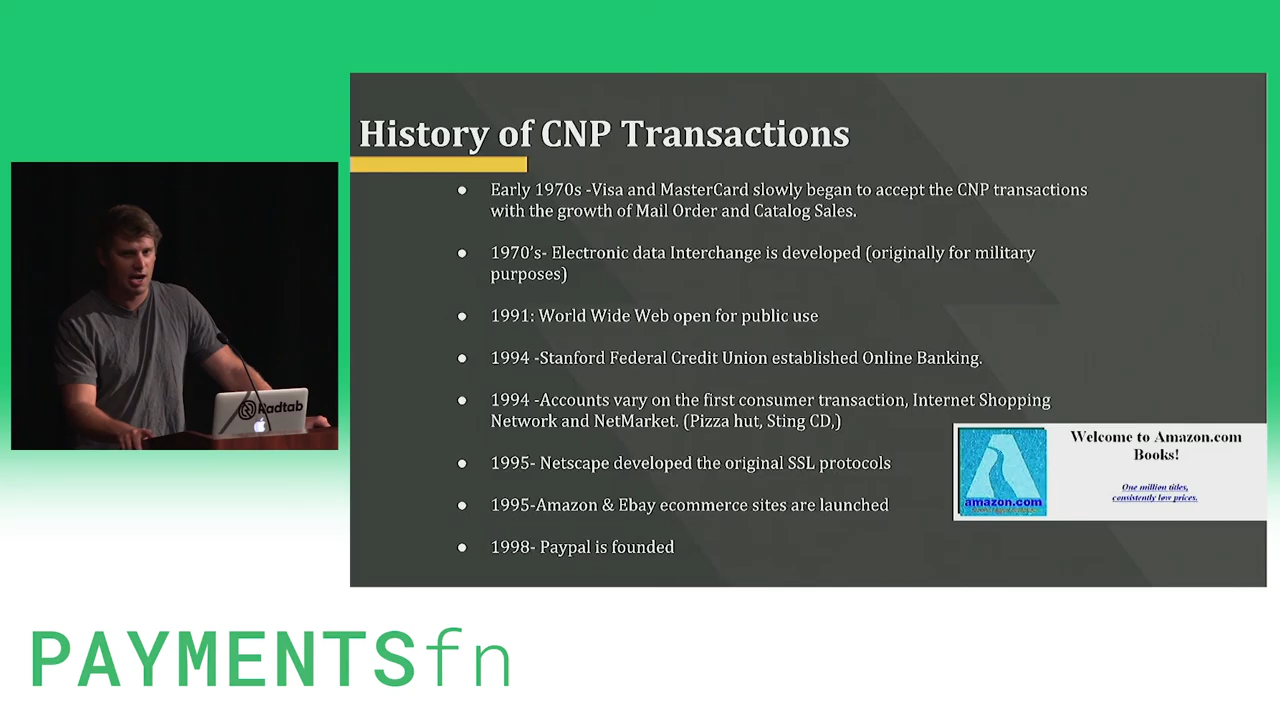 History of CNP Transactions
● Early 1970s -Visa and MasterCard slowly began to accept the CNP transactions
with the growth of Mail Order and Catalog Sales.
● 1970's- Electronic data Interchange is developed (originally for military
purposes)
● 1991: World Wide Web open for public use
● 1994 -Stanford Federal Credit Union established Online Banking.
● 1994 -Accounts vary on the first consumer transaction, Internet Shopping
Network and NetMarket. (Pizza hut, Sting CD,)
● 1995- Netscape developed the original SSL protocols
● 1995-Amazon & Ebay ecommerce sites are launched
● 1998- Paypal is founded
Welcome to Amazon.com
Books!
One million titles,
consistently low prices.
amazon.com
PAYMENTSfn